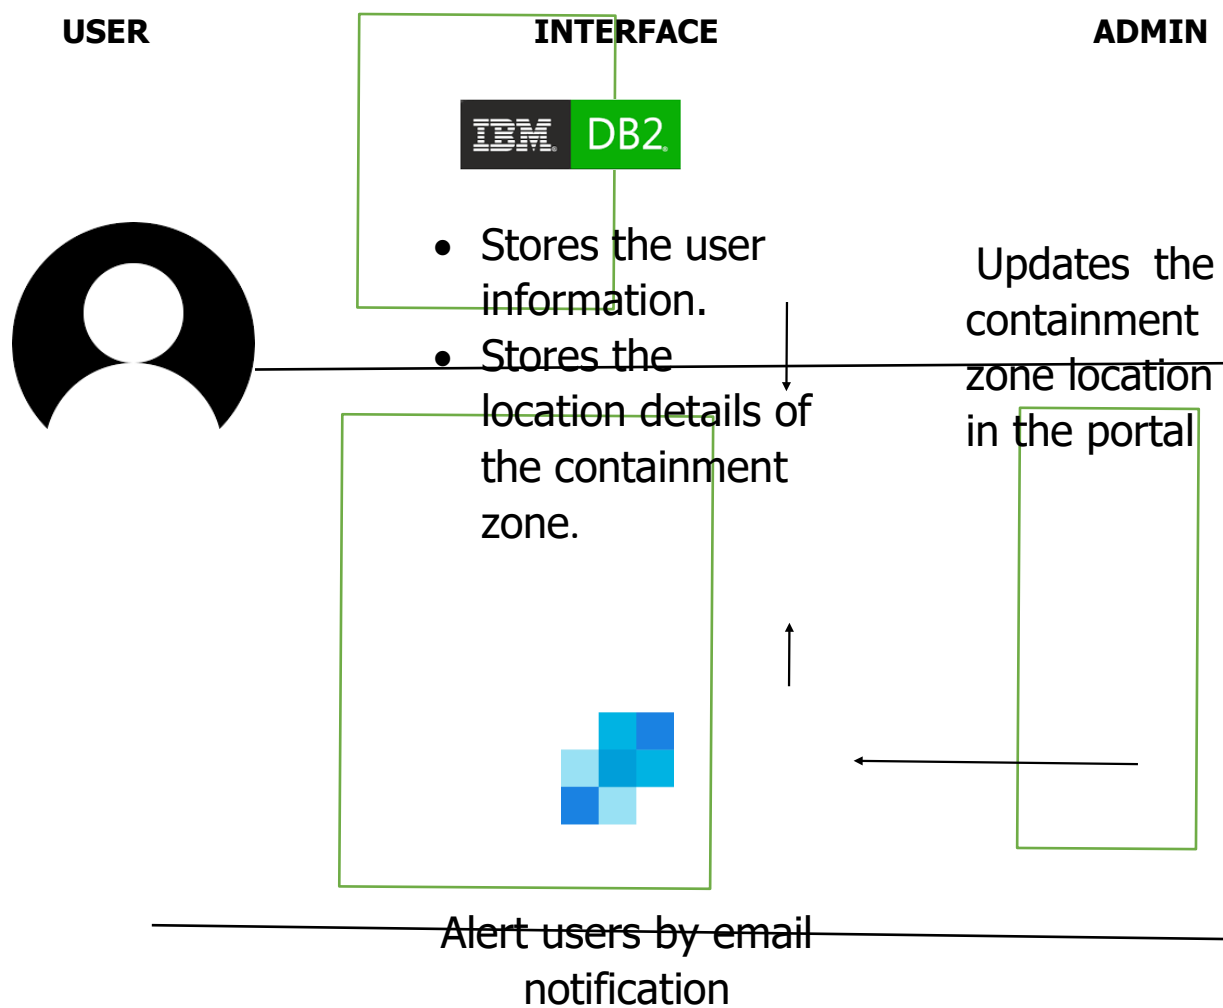 USER INTERFACE ADMIN
IBM. DB2.
• Stores the user
information.
• Stores the
location details of
the containment
zone.
Updates the
containment
zone location
in the portal
Alert users by email
notification